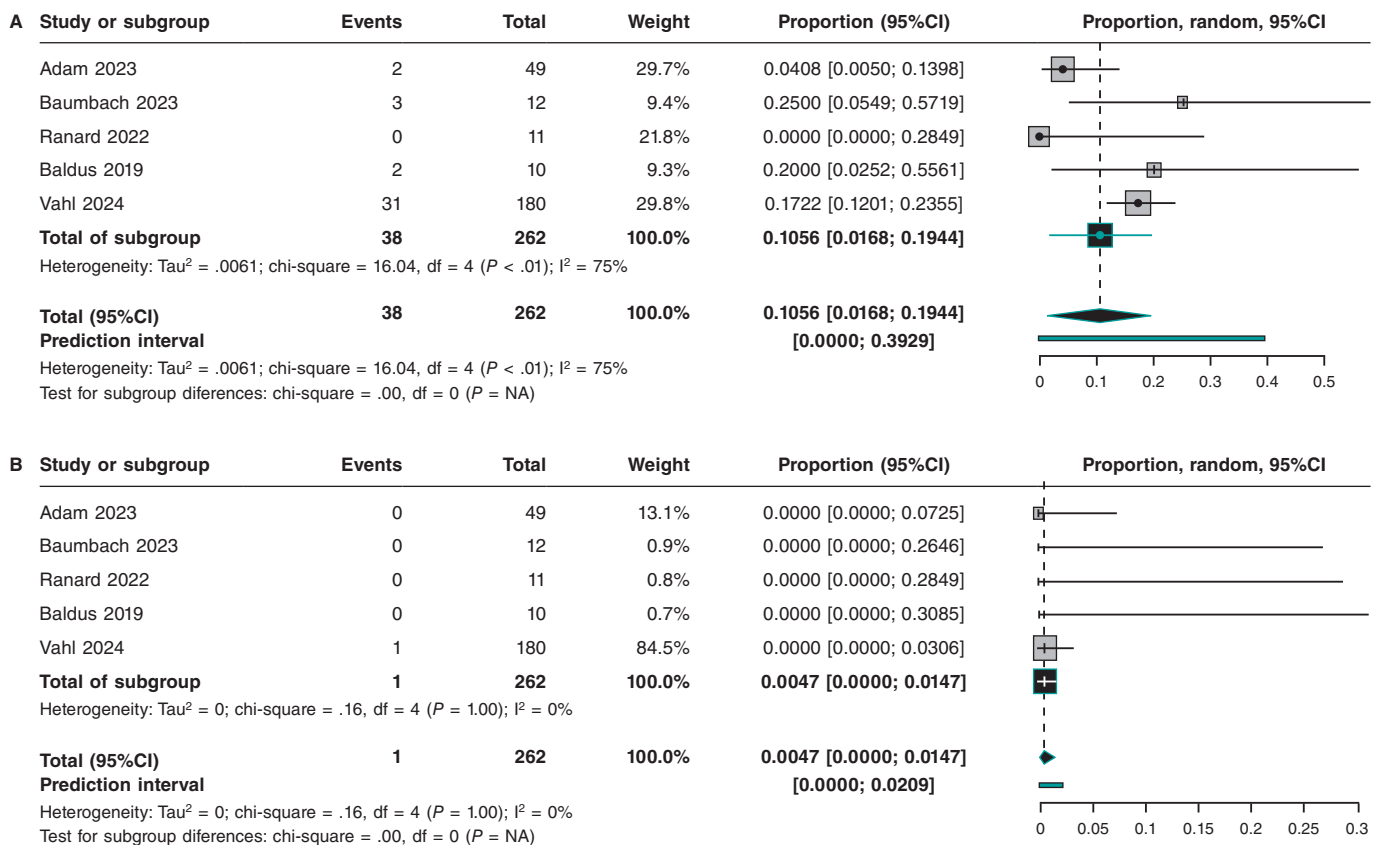 A Study or subgroup Events Total Weight Proportion (95%CI) Proportion, random, 95%CI
Adam 2023 2 49 29.7% 0.0408 [0.0050; 0.1398]
Baumbach 2023 3 12 9.4% 0.2500 [0.0549; 0.5719]
Ranard 2022 0 11 21.8% 0.0000 [0.0000; 0.2849]
Baldus 2019 2 10 9.3% 0.2000 [0.0252; 0.5561]
Vahl 2024 31 180 29.8% 0.1722 [0.1201; 0.2355]
Total of subgroup 38 262 100.0% 0.1056 [0.0168; 0.1944]
Heterogeneity: Tau² = .0061; chi-square = 16.04, df = 4 (P < .01); I² = 75%
Total (95%CI) 38 262 100.0% 0.1056 [0.0168; 0.1944]
Prediction interval [0.0000; 0.3929]
Heterogeneity: Tau² = .0061; chi-square = 16.04, df = 4 (P < .01); I² = 75%
0 0.1 0.2 0.3 0.4 0.5
Test for subgroup diferences: chi-square = .00, df = 0 (P = NA)
B Study or subgroup Events Total Weight Proportion (95%CI) Proportion, random, 95%CI
Adam 2023 0 49 13.1% 0.0000 [0.0000; 0.0725]
Baumbach 2023 0 12 0.9% 0.0000 [0.0000; 0.2646]
Ranard 2022 0 11 0.8% 0.0000 [0.0000; 0.2849]
Baldus 2019 0 10 0.7% 0.0000 [0.0000; 0.3085]
Vahl 2024 1 180 84.5% 0.0000 [0.0000; 0.0306]
Total of subgroup 1 262 100.0% 0.0047 [0.0000; 0.0147]
Heterogeneity: Tau² = 0; chi-square = .16, df = 4 (P = 1.00); I² = 0%
Total (95%CI) 1 262 100.0% 0.0047 [0.0000; 0.0147]
Prediction interval [0.0000; 0.0209]
Heterogeneity: Tau² = 0; chi-square = .16, df = 4 (P = 1.00); I² = 0%
0 0.05 0.1 0.15 0.2 0.25 0.3
Test for subgroup diferences: chi-square = .00, df = 0 (P = NA)